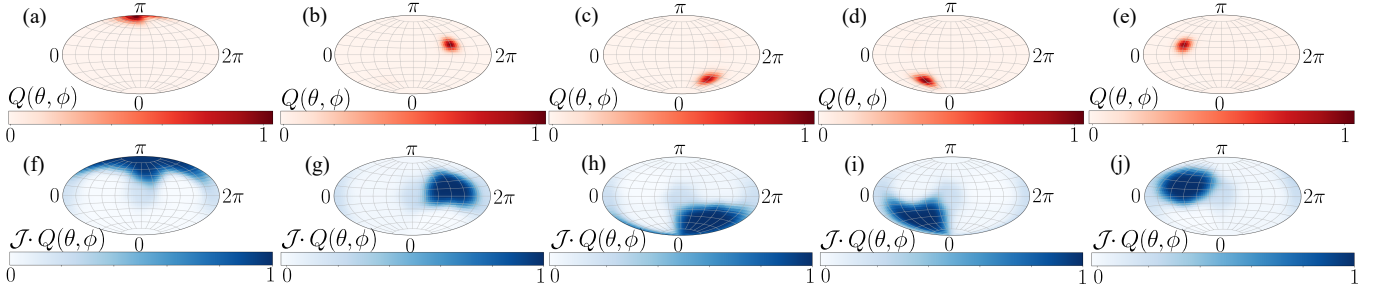 (a) π (b) π (c) π (d) π (e) π
0 2π 0 2π 0 2π 0 2π 0 2π
Q(θ, ϕ) 0 Q(θ, ϕ) 0 Q(θ, ϕ) 0 Q(θ, ϕ) 0 Q(θ, ϕ) 0
0 1 0 1 0 1 0 1 0 1
(f) π (g) π (h) π (i) π (j) π
0 2π 0 2π 0 2π 0 2π 0 2π
𝒥· Q(θ, ϕ) 0 𝒥· Q(θ, ϕ) 0 𝒥· Q(θ, ϕ) 0 𝒥· Q(θ, ϕ) 0 𝒥· Q(θ, ϕ) 0
0 1 0 1 0 1 0 1 0 1